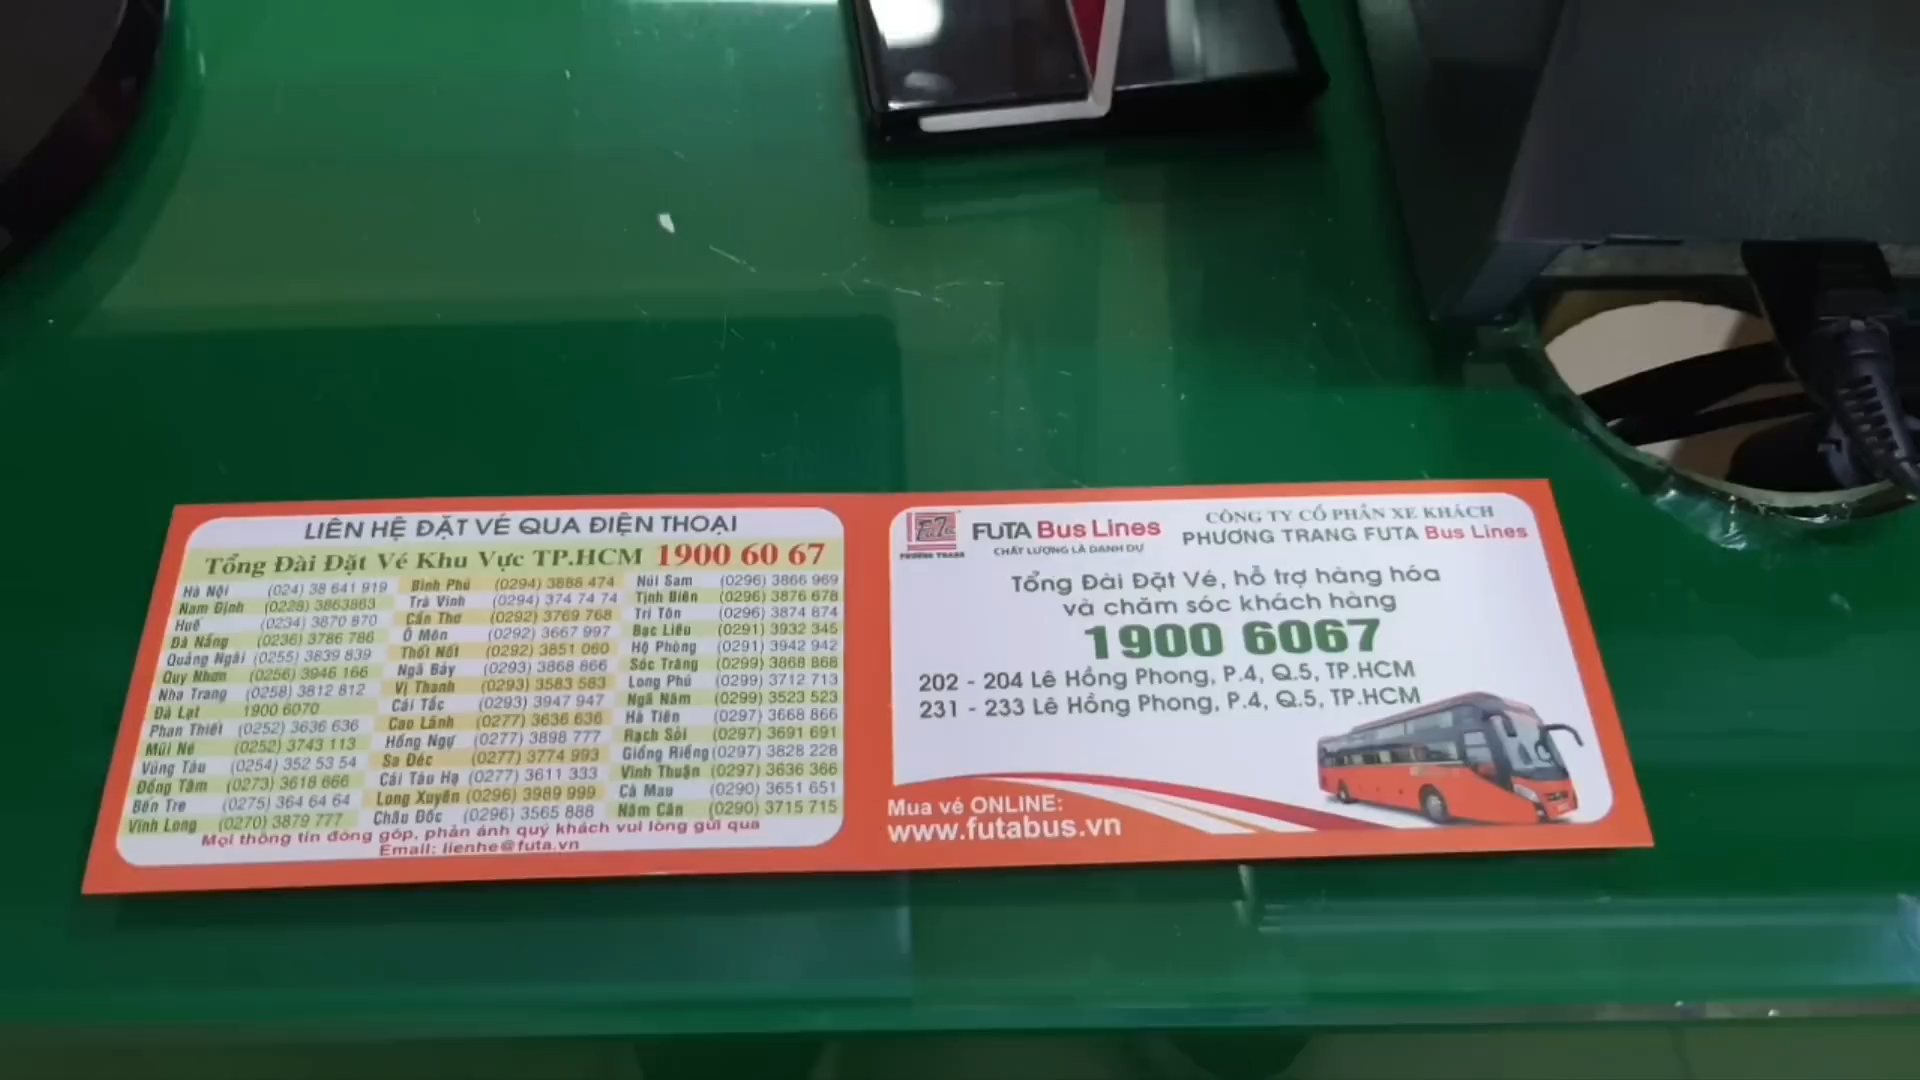 LIÊN HỆ ĐẶT VÉ QUA ĐIỆN THOẠI
Tổng Đài Đặt Vé Khu Vực TP.HCM 1900 60 67
Hà Nội (024) 38 641 919
Nam Định (0228) 3863863
Huế (0234) 3870 870
Đà Nẵng (0236) 3786 786
Quảng Ngãi (0255) 3839 839
Quy Nhơn (0256) 3946 166
Nha Trang (0258) 3812 812
Đà Lạt 1900 6070
Phan Thiết (0252) 3636 636
Mũi Né (0252) 3743 113
Vũng Tàu (0254) 352 53 54
Đồng Tâm (0273) 3618 666
Bến Tre (0275) 364 64 64
Vĩnh Long (0270) 3879 777
Bình Phú (0294) 3888 474
Trà Vinh (0294) 374 74 74
Cần Thơ (0292) 3769 768
Ô Môn (0292) 3667 997
Thốt Nốt (0292) 3851 060
Ngã Bảy (0293) 3868 866
Vị Thanh (0293) 3583 583
Cái Tắc (0293) 3947 947
Cao Lãnh (0277) 3636 636
Hồng Ngự (0277) 3898 777
Sa Đéc (0277) 3774 993
Cái Tàu Hạ (0277) 3611 333
Long Xuyên (0296) 3989 999
Châu Đốc (0296) 3565 888
Núi Sam (0296) 3866 969
Tịnh Biên (0296) 3876 678
Tri Tôn (0296) 3874 874
Bạc Liêu (0291) 3932 345
Hộ Phòng (0291) 3942 942
Sóc Trăng (0299) 3868 868
Long Phú (0299) 3712 713
Ngã Năm (0299) 3523 523
Hà Tiên (0297) 3668 866
Rạch Sỏi (0297) 3691 691
Giồng Riềng (0297) 3828 228
Vĩnh Thuận (0297) 3636 366
Cà Mau (0290) 3651 651
Năm Căn (0290) 3715 715
Mọi thông tin đóng góp, phản ánh quý khách vui lòng gửi qua
Email: lienhe@futa.vn
FuTa
PHƯƠNG TRANG
FUTA Bus Lines
CHẤT LƯỢNG LÀ DANH DỰ
CÔNG TY CỔ PHẦN XE KHÁCH
PHƯƠNG TRANG FUTA Bus Lines
Tổng Đài Đặt Vé, hỗ trợ hàng hóa
và chăm sóc khách hàng
1900 6067
202 - 204 Lê Hồng Phong, P.4, Q.5, TP.HCM
231 - 233 Lê Hồng Phong, P.4, Q.5, TP.HCM
Mua vé ONLINE:
www.futabus.vn